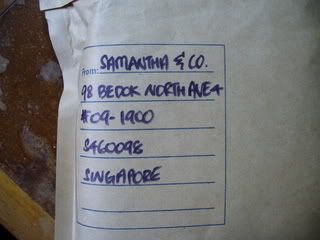 From: SAMANTHA & CO.
98 BEDOK NORTH AVE 4
#09-1900
S460098
SINGAPORE